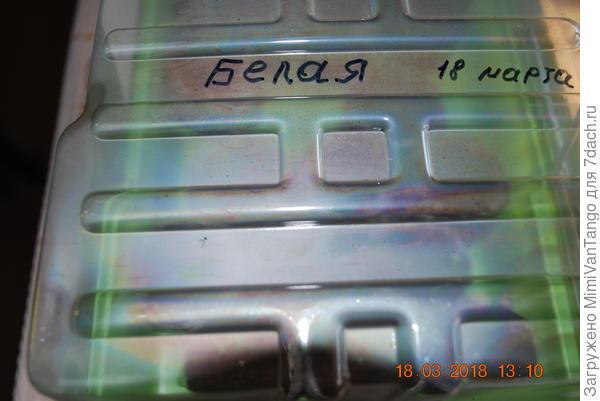 Белая 18 марта
18 03 2018 13 10
Загружено MimiVanTango для 7dach.ru